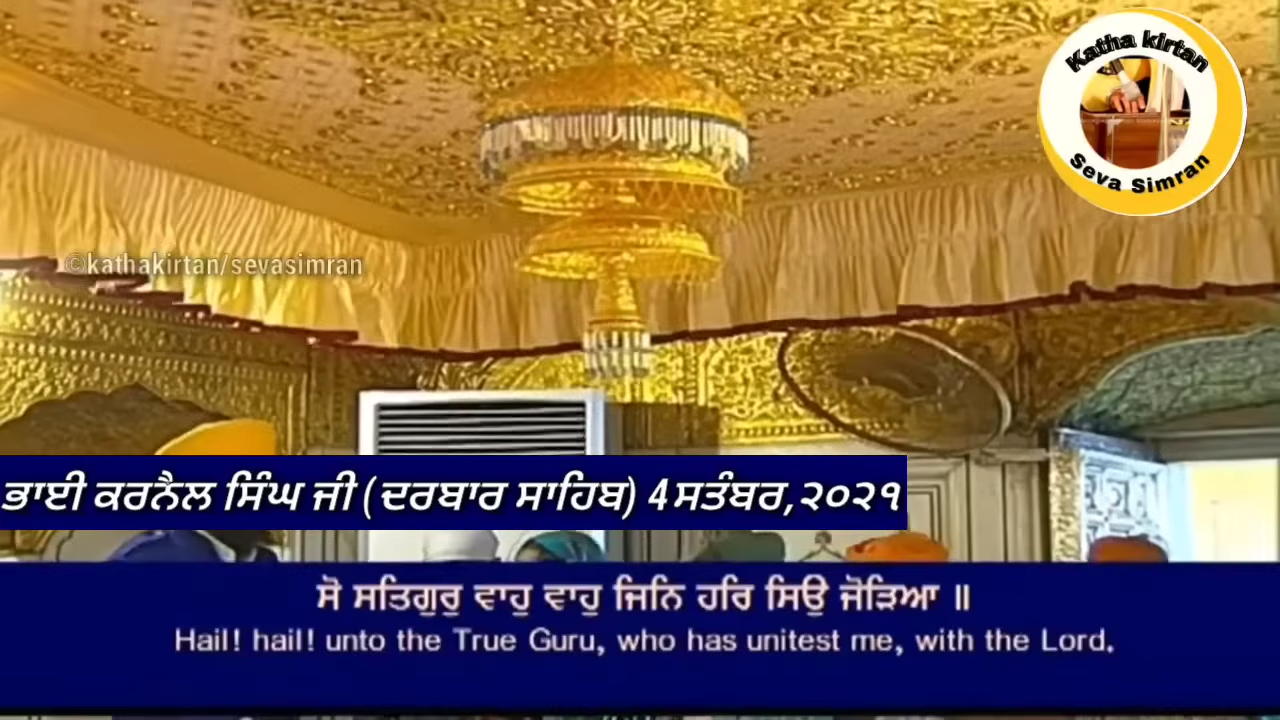 Katha kirtan
Seva Simran
©kathakirtan/sevasimran
ਭਾਈ ਕਰਨੈਲ ਸਿੰਘ ਜੀ (ਦਰਬਾਰ ਸਾਹਿਬ) 4 ਸਤੰਬਰ,੨੦੨੧
ਸੋ ਸਤਿਗੁਰੁ ਵਾਹੁ ਵਾਹੁ ਜਿਨਿ ਹਰਿ ਸਿਉ ਜੋੜਿਆ ॥
Hail! hail! unto the True Guru, who has unitest me, with the Lord.